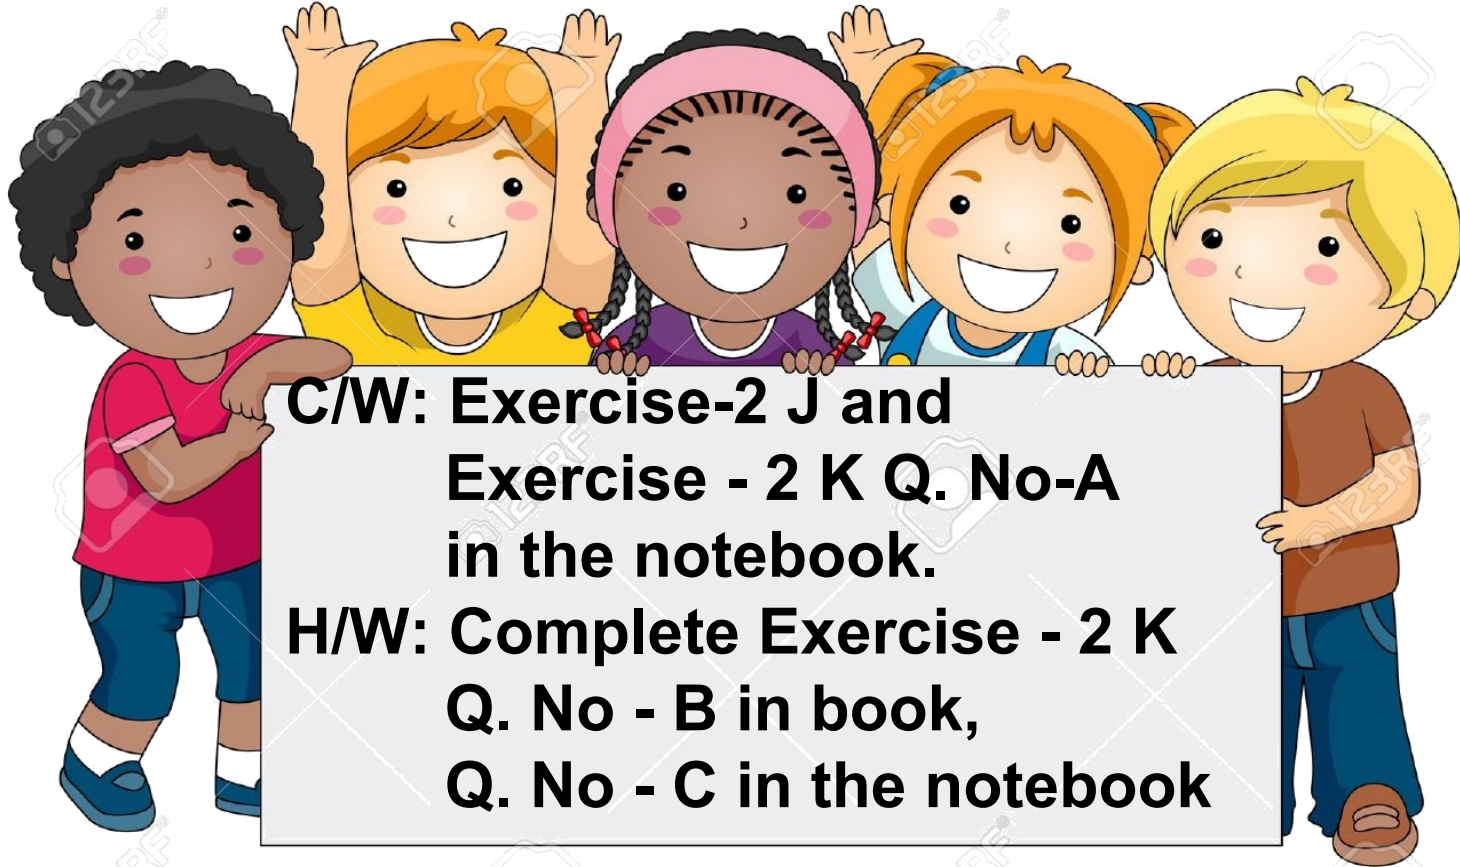 C/W: Exercise-2 J and
Exercise - 2 K Q. No-A
in the notebook.
H/W: Complete Exercise - 2 K
Q. No - B in book,
Q. No - C in the notebook
123RF